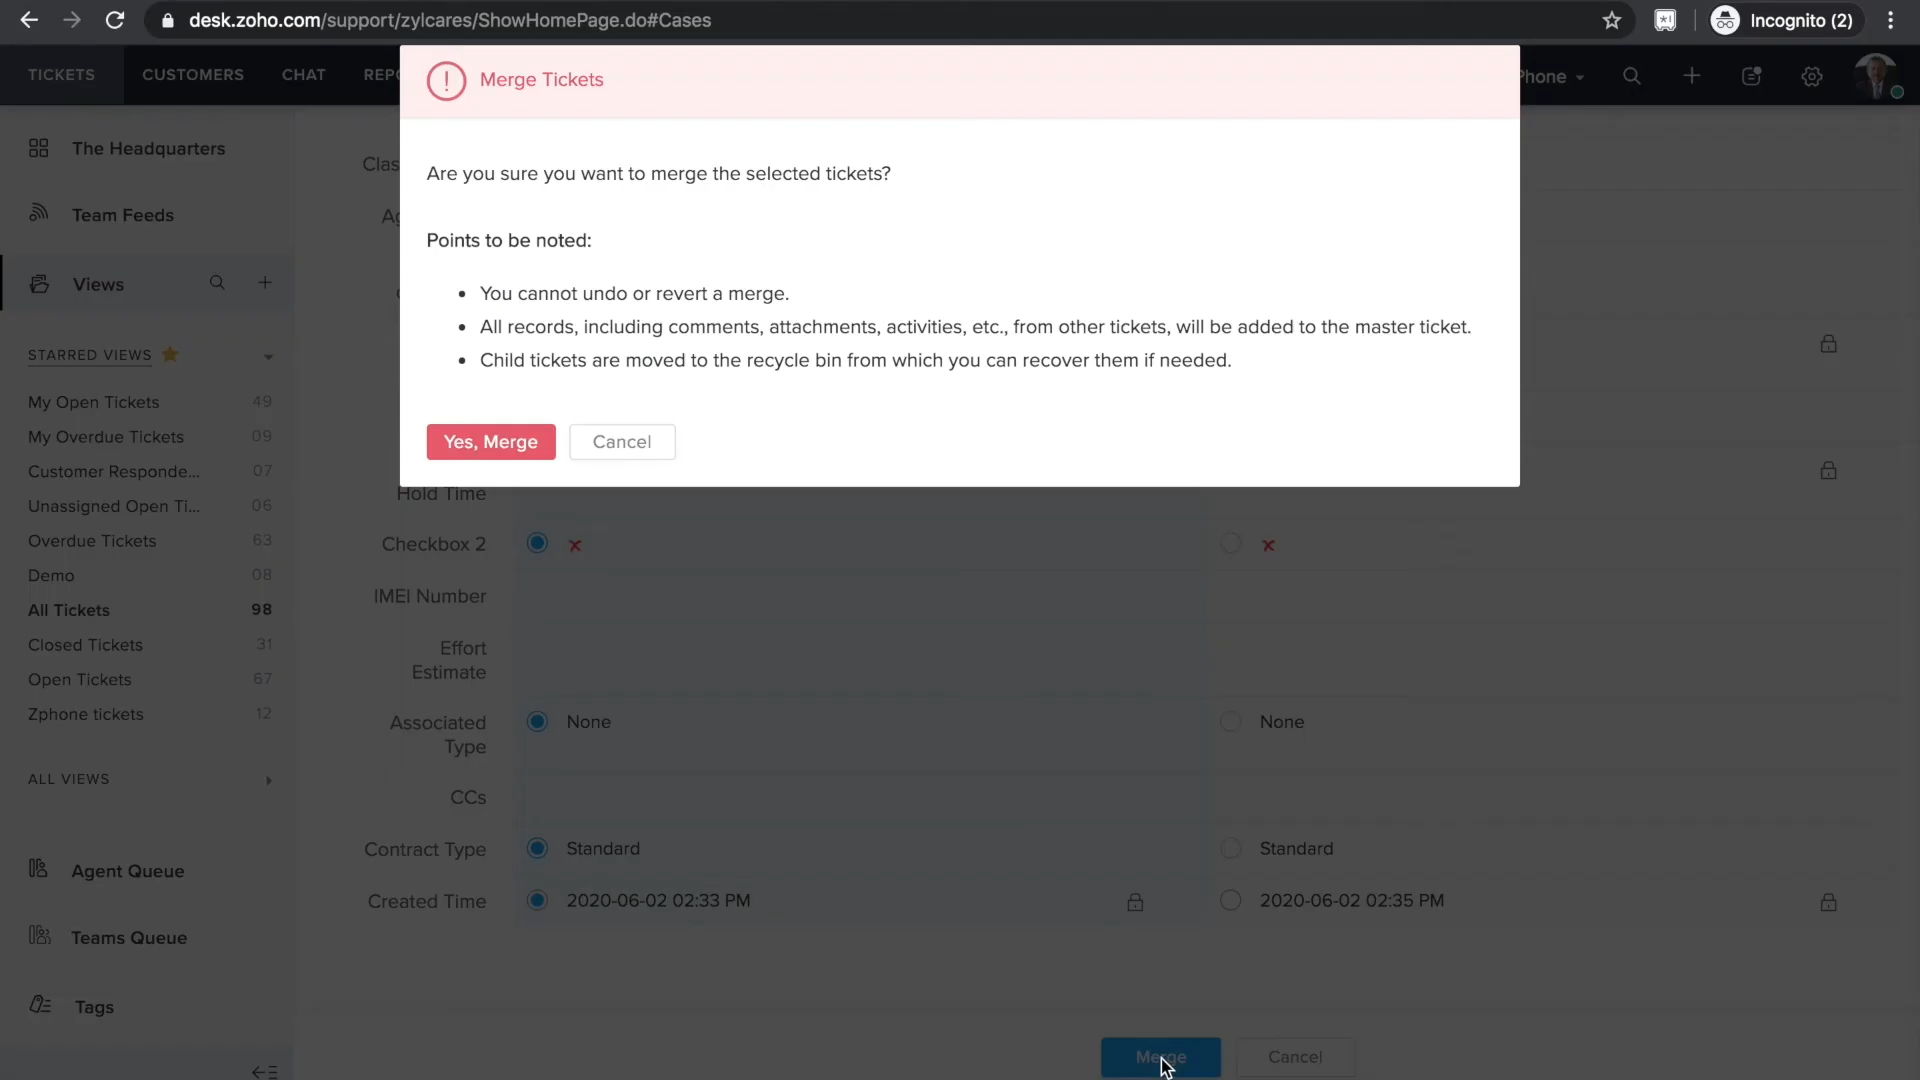 desk.zoho.com/support/zylcares/ShowHomePage.do#Cases
Incognito (2)
TICKETS
CUSTOMERS
CHAT
Merge Tickets
Phone
The Headquarters
Team Feeds
Views
STARRED VIEWS
My Open Tickets 49
My Overdue Tickets 09
Customer Responde... 07
Unassigned Open Ti... 06
Overdue Tickets 63
Demo 08
All Tickets 98
Closed Tickets 31
Open Tickets 67
Zphone tickets 12
ALL VIEWS
Agent Queue
Teams Queue
Tags
Are you sure you want to merge the selected tickets?
Points to be noted:
• You cannot undo or revert a merge.
• All records, including comments, attachments, activities, etc., from other tickets, will be added to the master ticket.
• Child tickets are moved to the recycle bin from which you can recover them if needed.
Yes, Merge
Cancel
Hold Time
Checkbox 2
IMEI Number
Effort
Estimate
Associated
Type
None
None
CCs
Contract Type
Standard
Standard
Created Time
2020-06-02 02:33 PM
2020-06-02 02:35 PM
Merge
Cancel